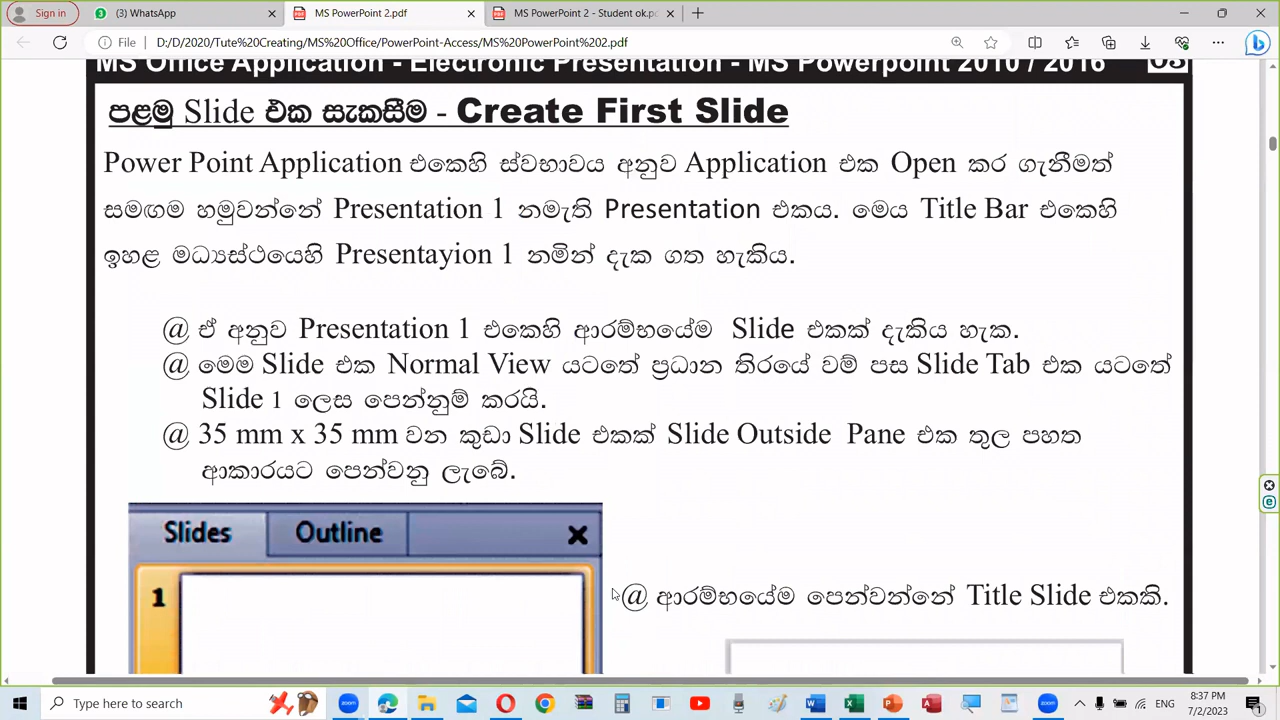 Sign in
(3) WhatsApp
MS PowerPoint 2.pdf
MS PowerPoint 2 - Student ok.pd
File D:/D/2020/Tute%20Creating/MS%20Office/PowerPoint-Access/MS%20PowerPoint%202.pdf
MS Office Application - Electronic Presentation - MS Powerpoint 2010 / 2016 03
පළමු Slide එක සැකසීම - Create First Slide
Power Point Application එකෙහි ස්වභාවය අනුව Application එක Open කර ගැනීමත්
සමඟම හමුවන්නේ Presentation 1 නමැති Presentation එකය. මෙය Title Bar එකෙහි
ඉහළ මධ්‍යස්ථයෙහි Presentayion 1 නමින් දැක ගත හැකිය.
@ ඒ අනුව Presentation 1 එකෙහි ආරම්භයේම Slide එකක් දැකිය හැක.
@ මෙම Slide එක Normal View යටතේ ප්‍රධාන තිරයේ වම් පස Slide Tab එක යටතේ
Slide 1 ලෙස පෙන්නුම් කරයි.
@ 35 mm x 35 mm වන කුඩා Slide එකක් Slide Outside Pane එක තුල පහත
ආකාරයට පෙන්වනු ලැබේ.
Slides Outline
1
@ ආරම්භයේම පෙන්වන්නේ Title Slide එකකි.
Type here to search
ENG
8:37 PM
7/2/2023